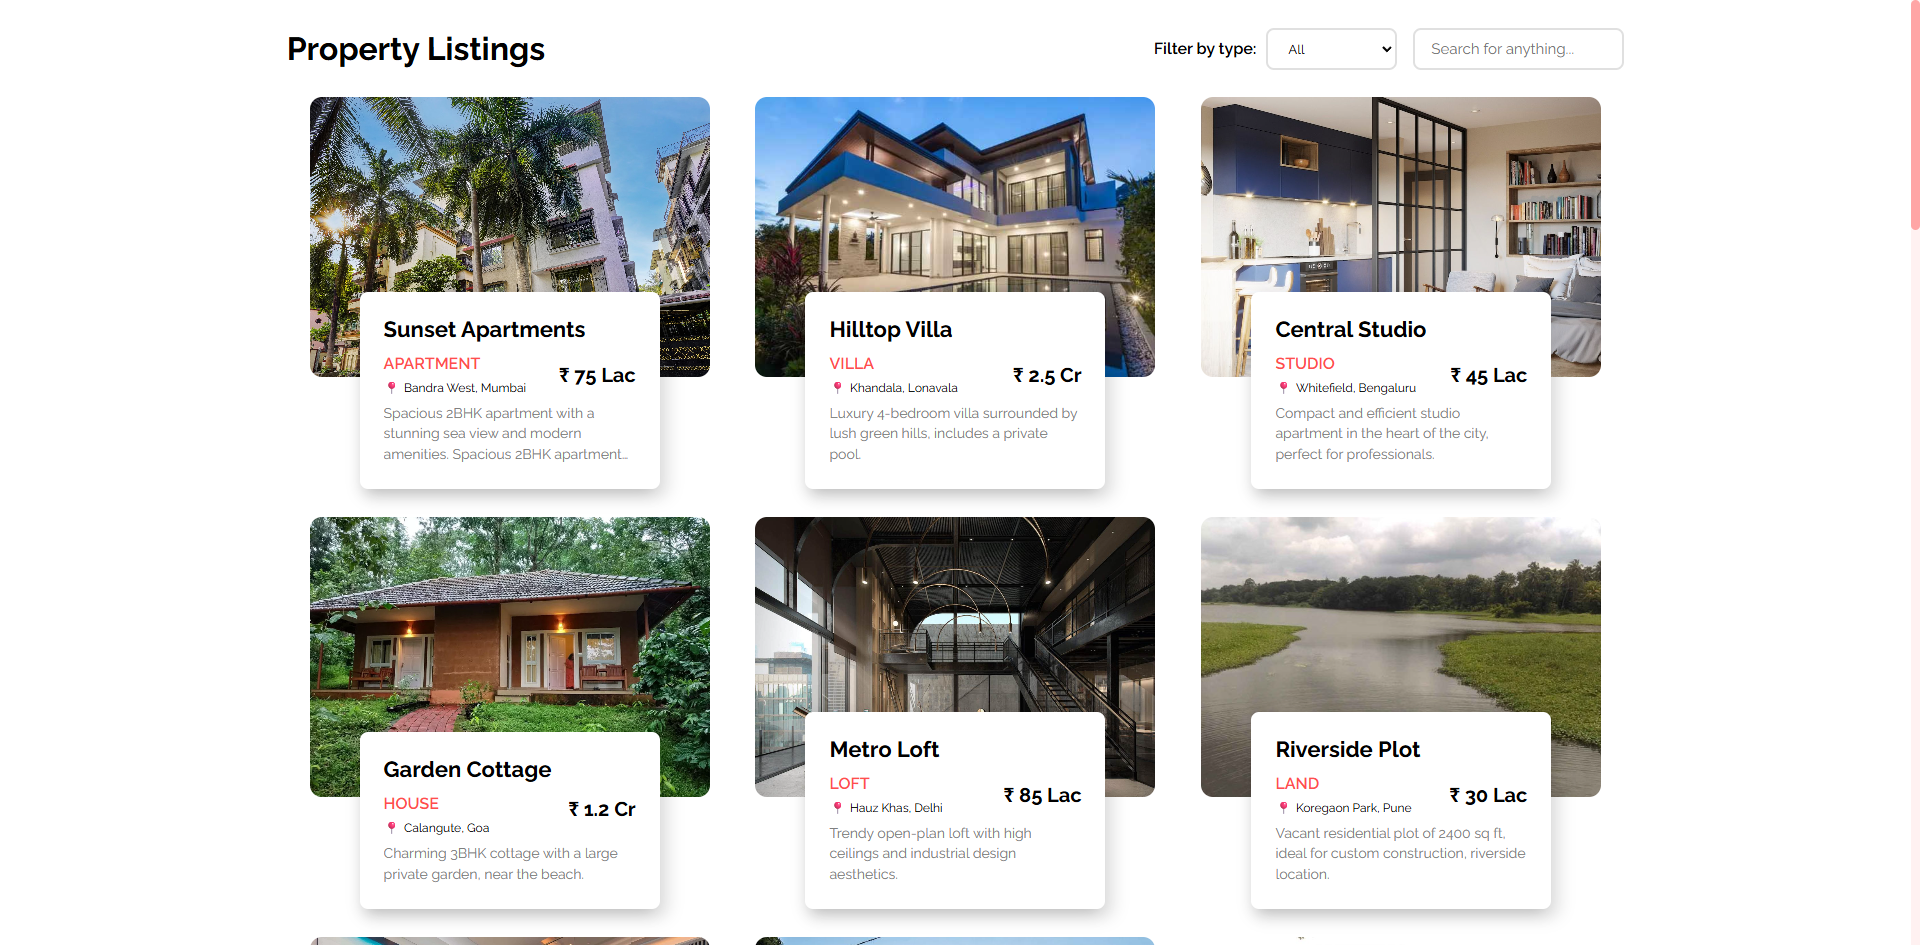 Property Listings
Filter by type:
All
Search for anything...
Sunset Apartments
APARTMENT
Bandra West, Mumbai
₹ 75 Lac
Spacious 2BHK apartment with a
stunning sea view and modern
amenities. Spacious 2BHK apartment...
Hilltop Villa
VILLA
Khandala, Lonavala
₹ 2.5 Cr
Luxury 4-bedroom villa surrounded by
lush green hills, includes a private
pool.
Central Studio
STUDIO
Whitefield, Bengaluru
₹ 45 Lac
Compact and efficient studio
apartment in the heart of the city,
perfect for professionals.
Garden Cottage
HOUSE
Calangute, Goa
₹ 1.2 Cr
Charming 3BHK cottage with a large
private garden, near the beach.
Metro Loft
LOFT
Hauz Khas, Delhi
₹ 85 Lac
Trendy open-plan loft with high
ceilings and industrial design
aesthetics.
Riverside Plot
LAND
Koregaon Park, Pune
₹ 30 Lac
Vacant residential plot of 2400 sq ft,
ideal for custom construction, riverside
location.